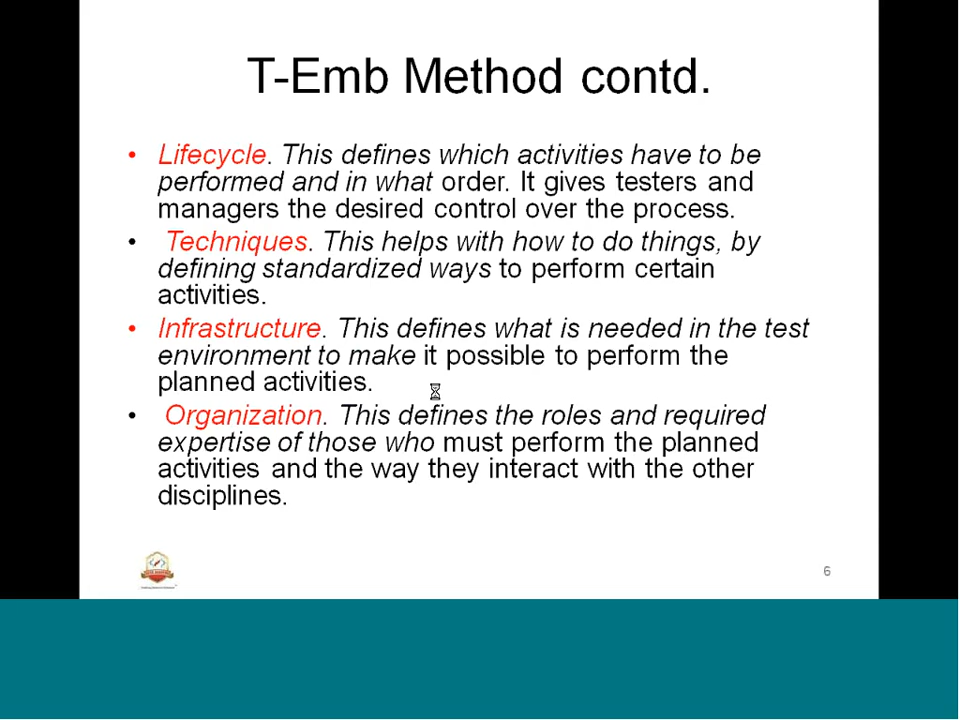 T-Emb Method contd.
• Lifecycle. This defines which activities have to be
performed and in what order. It gives testers and
managers the desired control over the process.
• Techniques. This helps with how to do things, by
defining standardized ways to perform certain
activities.
• Infrastructure. This defines what is needed in the test
environment to make it possible to perform the
planned activities.
• Organization. This defines the roles and required
expertise of those who must perform the planned
activities and the way they interact with the other
disciplines.
6